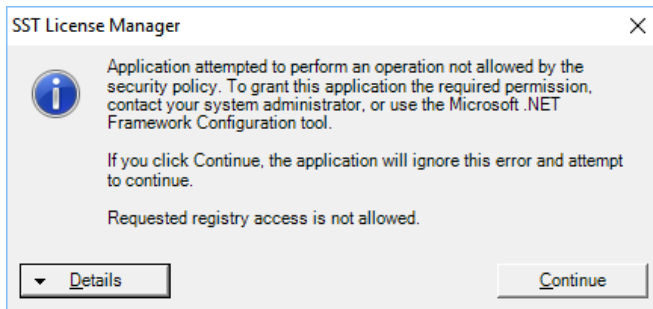 SST License Manager
Application attempted to perform an operation not allowed by the
security policy. To grant this application the required permission,
contact your system administrator, or use the Microsoft .NET
Framework Configuration tool.
If you click Continue, the application will ignore this error and attempt
to continue.
Requested registry access is not allowed.
Details
Continue